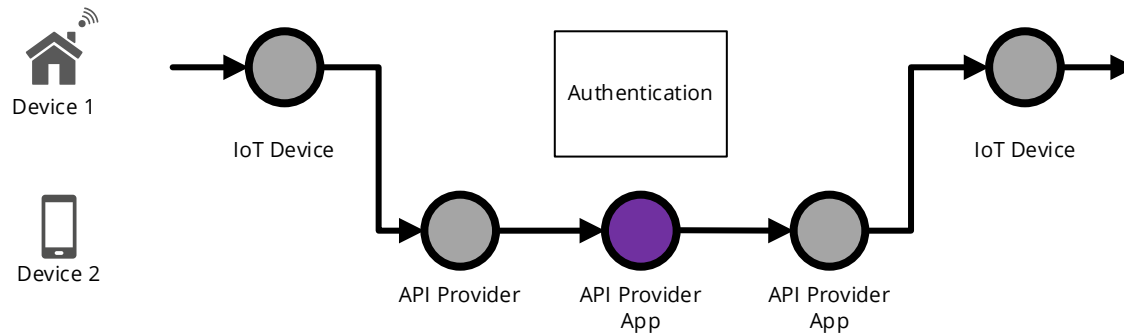 Device 1
IoT Device
Authentication
IoT Device
Device 2
API Provider
API Provider
App
API Provider
App